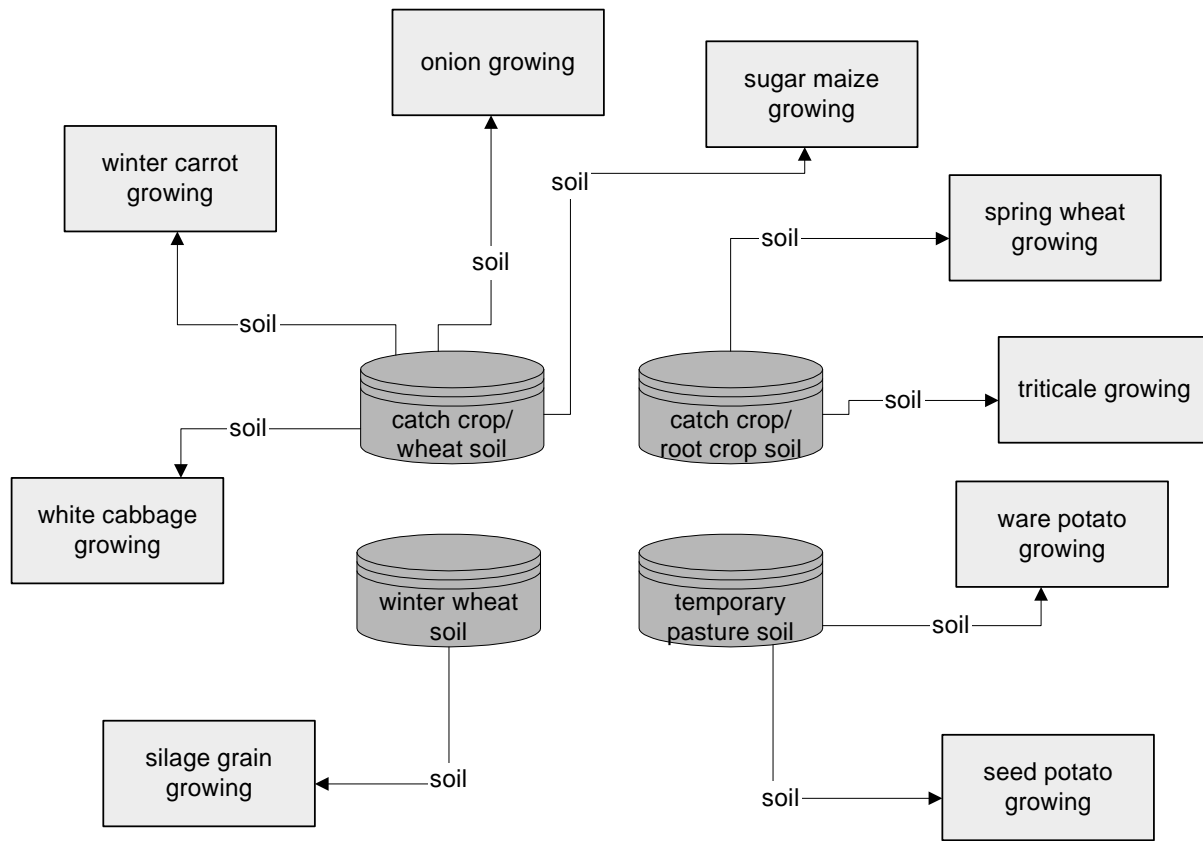 onion growing
sugar maize
growing
winter carrot
growing
soil
spring wheat
growing
soil
soil
soil
triticale growing
catch crop/
wheat soil
catch crop/
root crop soil
soil
soil
white cabbage
growing
ware potato
growing
winter wheat
soil
temporary
pasture soil
soil
silage grain
growing
soil
seed potato
growing
soil